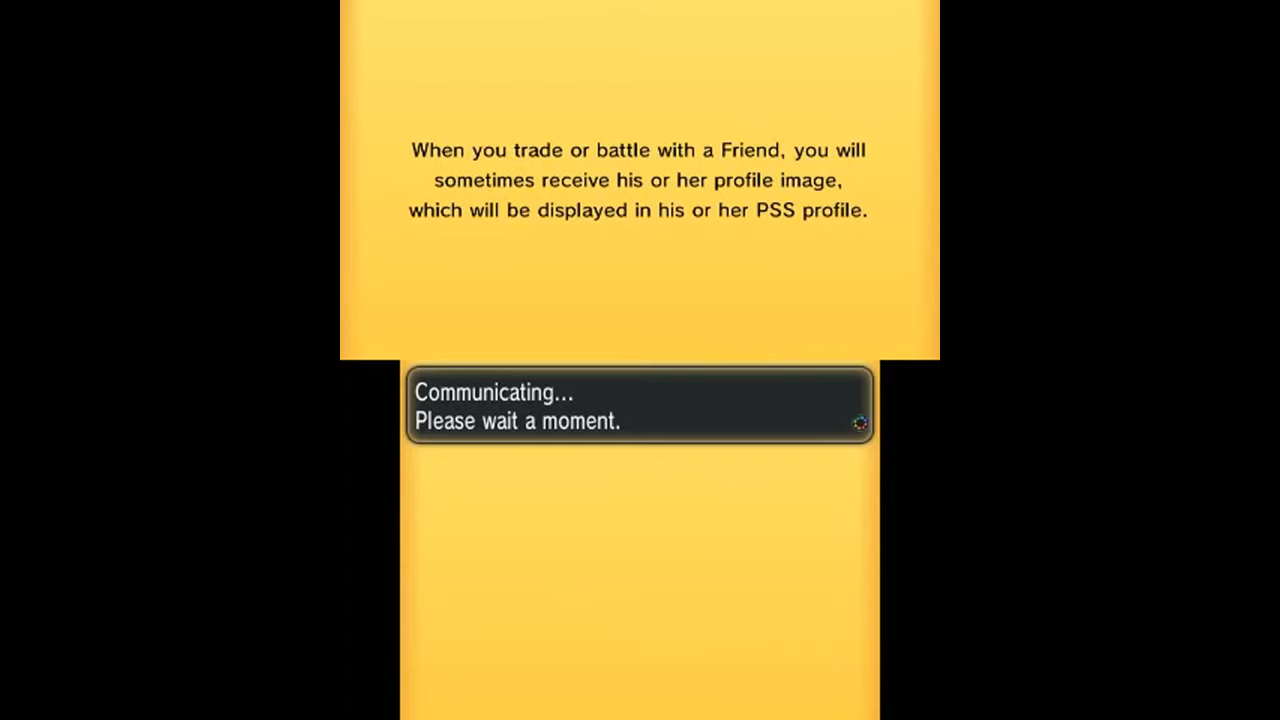 When you trade or battle with a Friend, you will
sometimes receive his or her profile image,
which will be displayed in his or her PSS profile.
Communicating...
Please wait a moment.